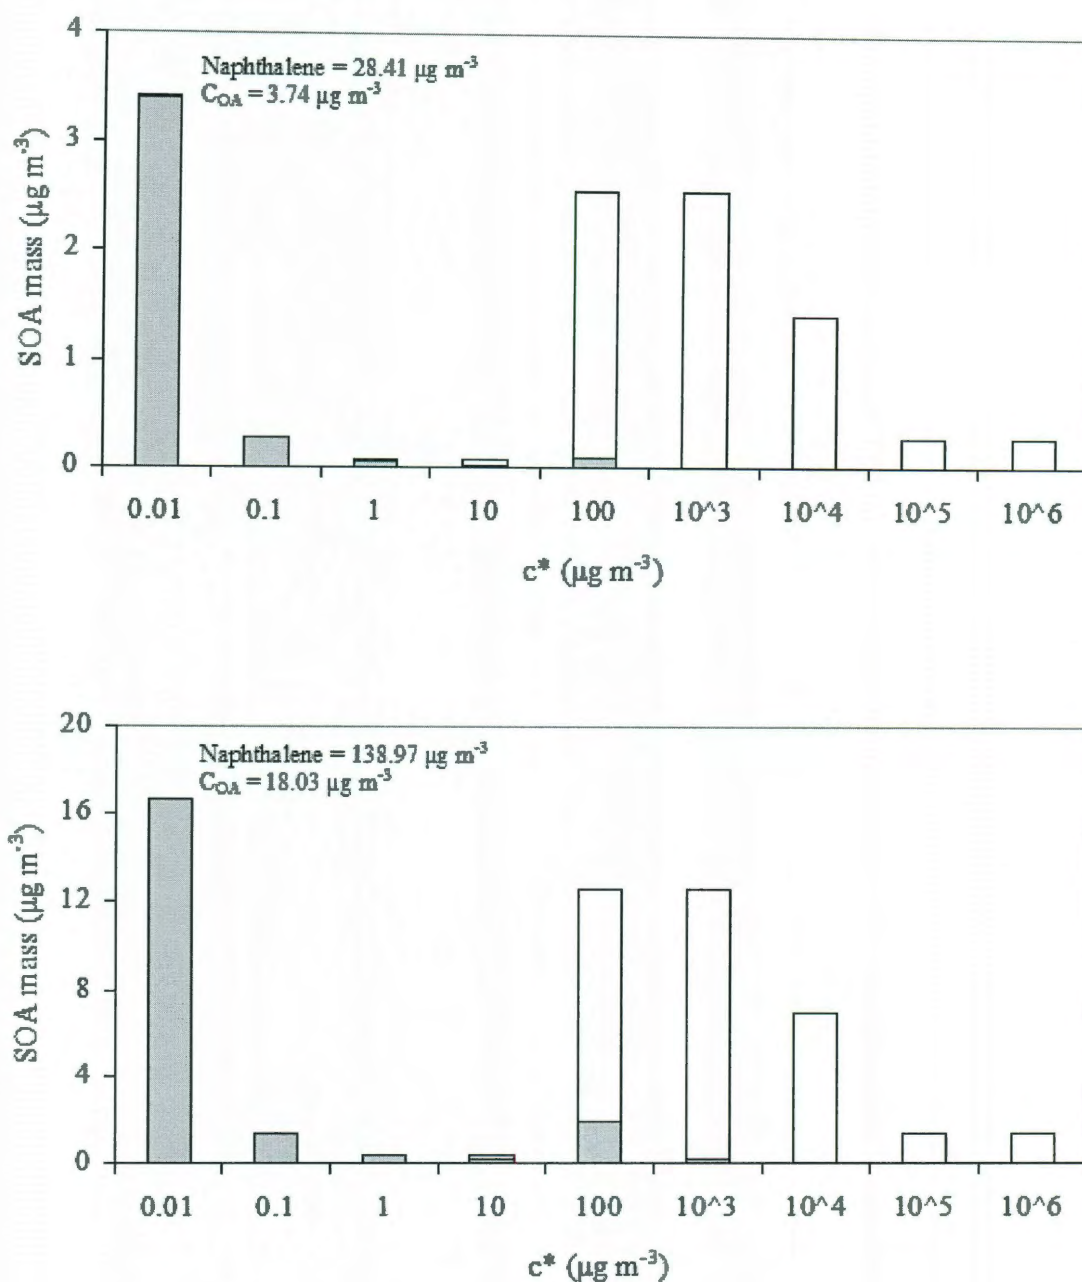 4
Naphthalene = 28.41 µg m⁻³
C_OA = 3.74 µg m⁻³
3
2
1
0
SOA mass (µg m⁻³)
0.01 0.1 1 10 100 10^3 10^4 10^5 10^6
c* (µg m⁻³)
20
Naphthalene = 138.97 µg m⁻³
C_OA = 18.03 µg m⁻³
16
12
8
4
0
SOA mass (µg m⁻³)
0.01 0.1 1 10 100 10^3 10^4 10^5 10^6
c* (µg m⁻³)